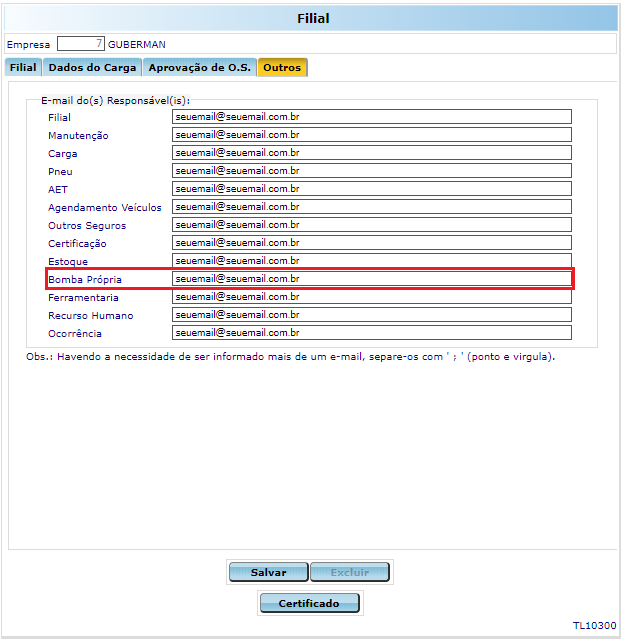 Filial
Empresa 7 GUBERMAN
Filial Dados do Carga Aprovação de O.S. Outros
E-mail do(s) Responsável(is):
Filial seuemail@seuemail.com.br
Manutenção seuemail@seuemail.com.br
Carga seuemail@seuemail.com.br
Pneu seuemail@seuemail.com.br
AET seuemail@seuemail.com.br
Agendamento Veículos seuemail@seuemail.com.br
Outros Seguros seuemail@seuemail.com.br
Certificação seuemail@seuemail.com.br
Estoque seuemail@seuemail.com.br
Bomba Própria seuemail@seuemail.com.br
Ferramentaria seuemail@seuemail.com.br
Recurso Humano seuemail@seuemail.com.br
Ocorrência seuemail@seuemail.com.br
Obs.: Havendo a necessidade de ser informado mais de um e-mail, separe-os com ' ; ' (ponto e virgula).
Salvar Excluir
Certificado
TL10300